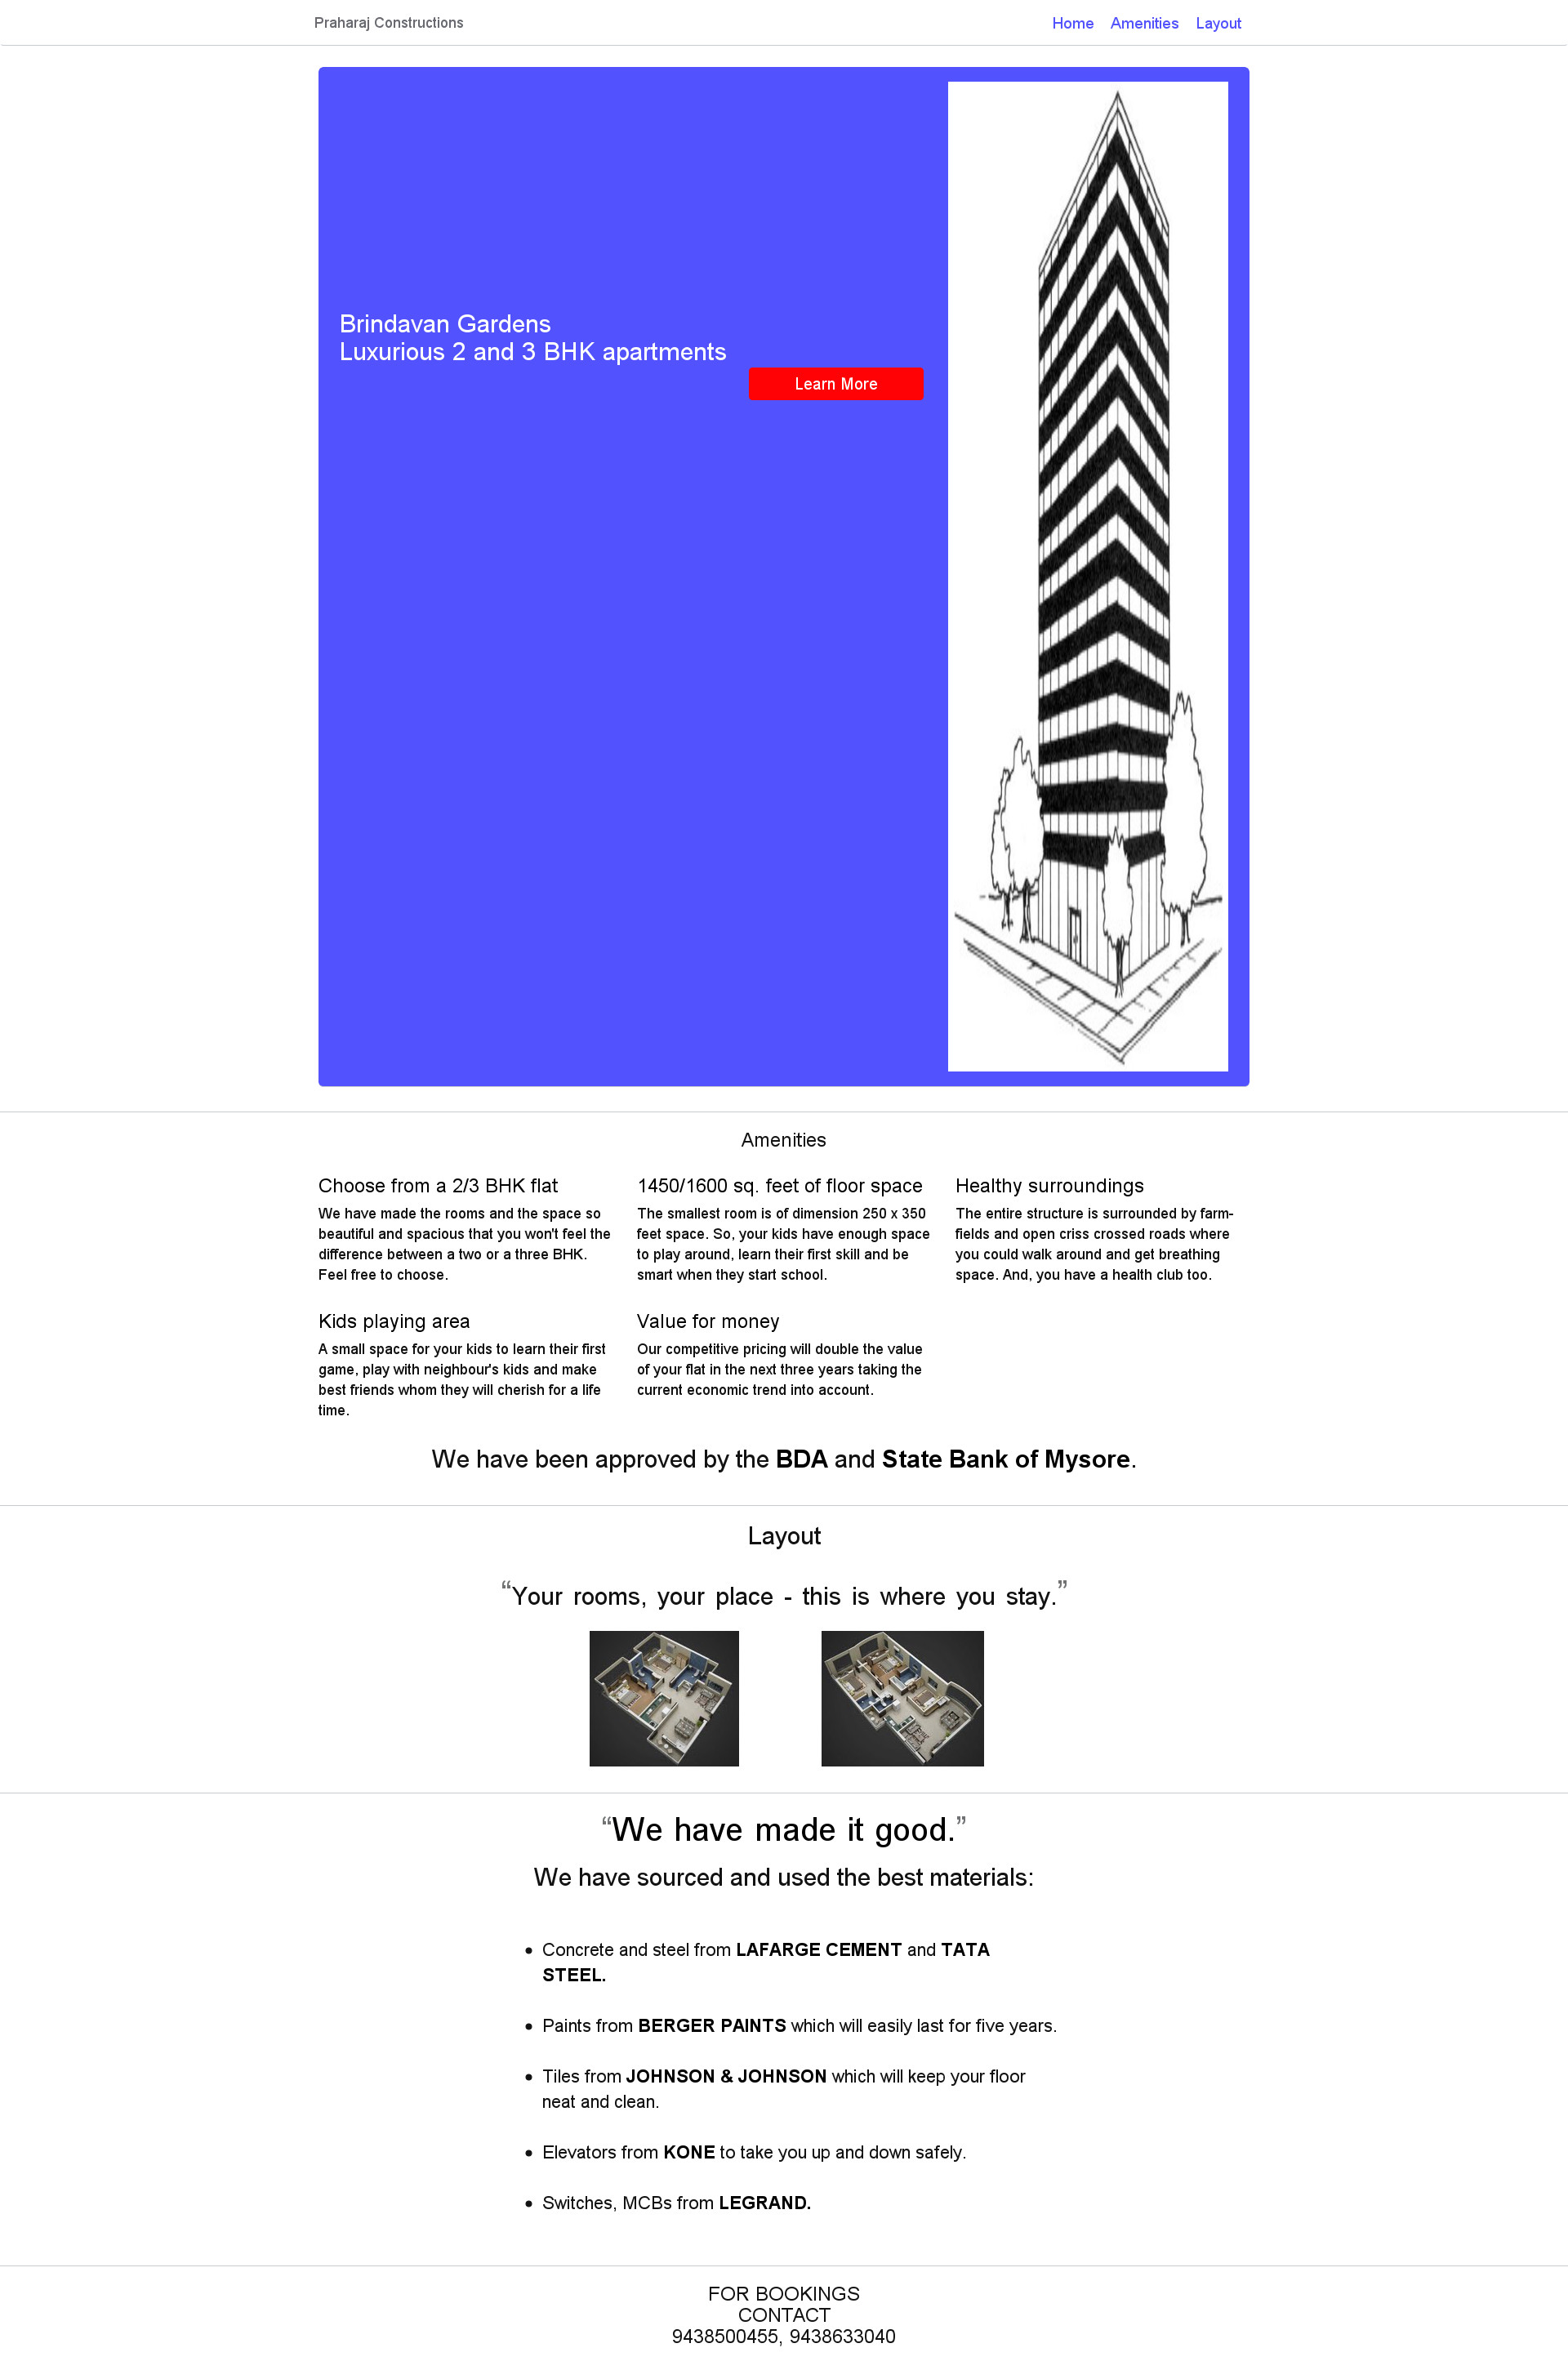 Praharaj Constructions
Home Amenities Layout
Brindavan Gardens
Luxurious 2 and 3 BHK apartments
Learn More
Amenities
Choose from a 2/3 BHK flat
We have made the rooms and the space so
beautiful and spacious that you won't feel the
difference between a two or a three BHK.
Feel free to choose.
1450/1600 sq. feet of floor space
The smallest room is of dimension 250 x 350
feet space. So, your kids have enough space
to play around, learn their first skill and be
smart when they start school.
Healthy surroundings
The entire structure is surrounded by farm-
fields and open criss crossed roads where
you could walk around and get breathing
space. And, you have a health club too.
Kids playing area
A small space for your kids to learn their first
game, play with neighbour's kids and make
best friends whom they will cherish for a life
time.
Value for money
Our competitive pricing will double the value
of your flat in the next three years taking the
current economic trend into account.
We have been approved by the BDA and State Bank of Mysore.
Layout
“Your rooms, your place - this is where you stay.”
“We have made it good.”
We have sourced and used the best materials:
• Concrete and steel from LAFARGE CEMENT and TATA
STEEL.
• Paints from BERGER PAINTS which will easily last for five years.
• Tiles from JOHNSON & JOHNSON which will keep your floor
neat and clean.
• Elevators from KONE to take you up and down safely.
• Switches, MCBs from LEGRAND.
FOR BOOKINGS
CONTACT
9438500455, 9438633040